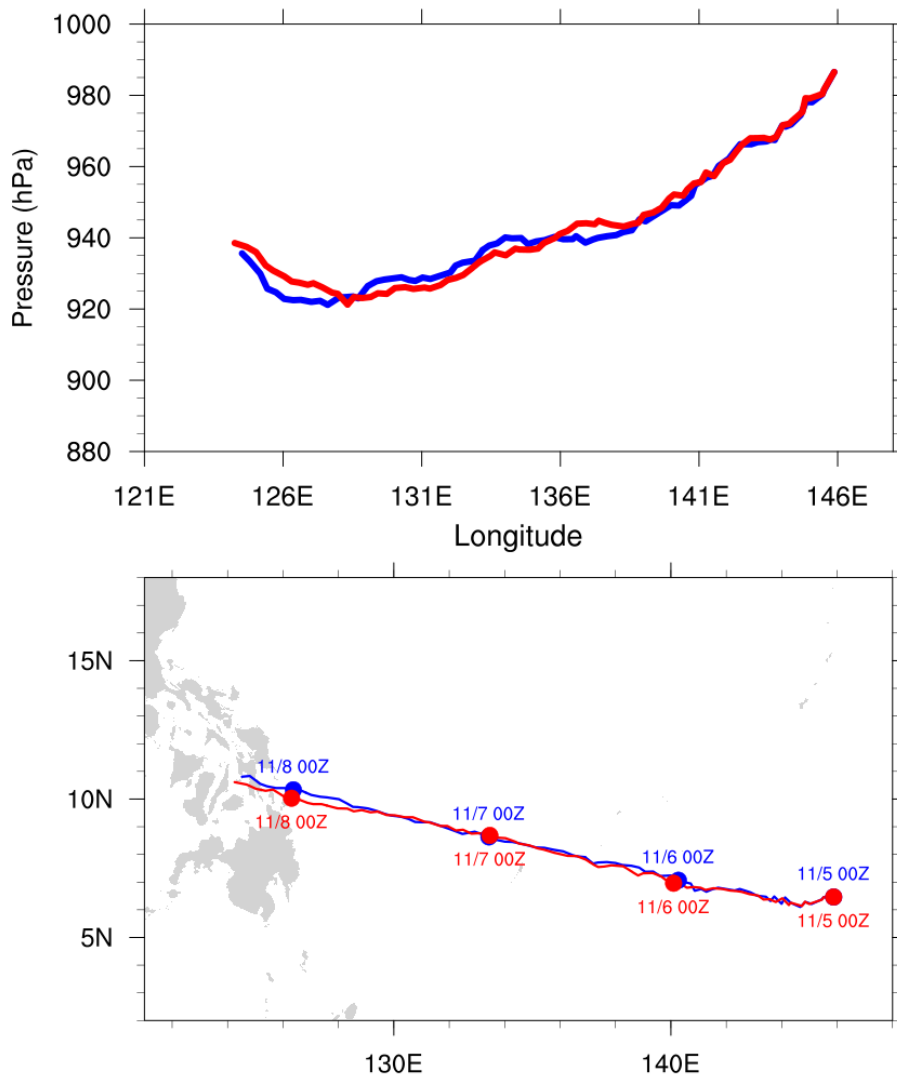 1000
980
960
940
920
900
880
Pressure (hPa)
121E 126E 131E 136E 141E 146E
Longitude
15N
10N
5N
11/8 00Z
11/8 00Z
11/7 00Z
11/7 00Z
11/6 00Z
11/6 00Z
11/5 00Z
11/5 00Z
130E 140E